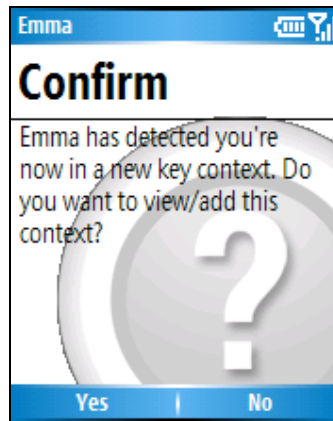 Emma
Confirm
Emma has detected you're
now in a new key context. Do
you want to view/add this
context?
?
Yes No